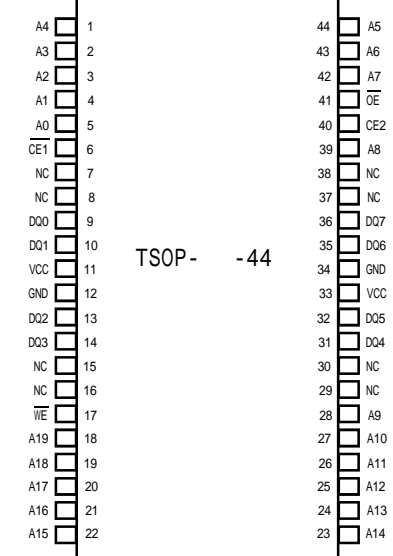 A4 1 44 A5
A3 2 43 A6
A2 3 42 A7
A1 4 41 OE
A0 5 40 CE2
CE1 6 39 A8
NC 7 38 NC
NC 8 37 NC
DQ0 9 36 DQ7
DQ1 10 35 DQ6
TSOP- -44
VCC 11 34 GND
GND 12 33 VCC
DQ2 13 32 DQ5
DQ3 14 31 DQ4
NC 15 30 NC
NC 16 29 NC
WE 17 28 A9
A19 18 27 A10
A18 19 26 A11
A17 20 25 A12
A16 21 24 A13
A15 22 23 A14